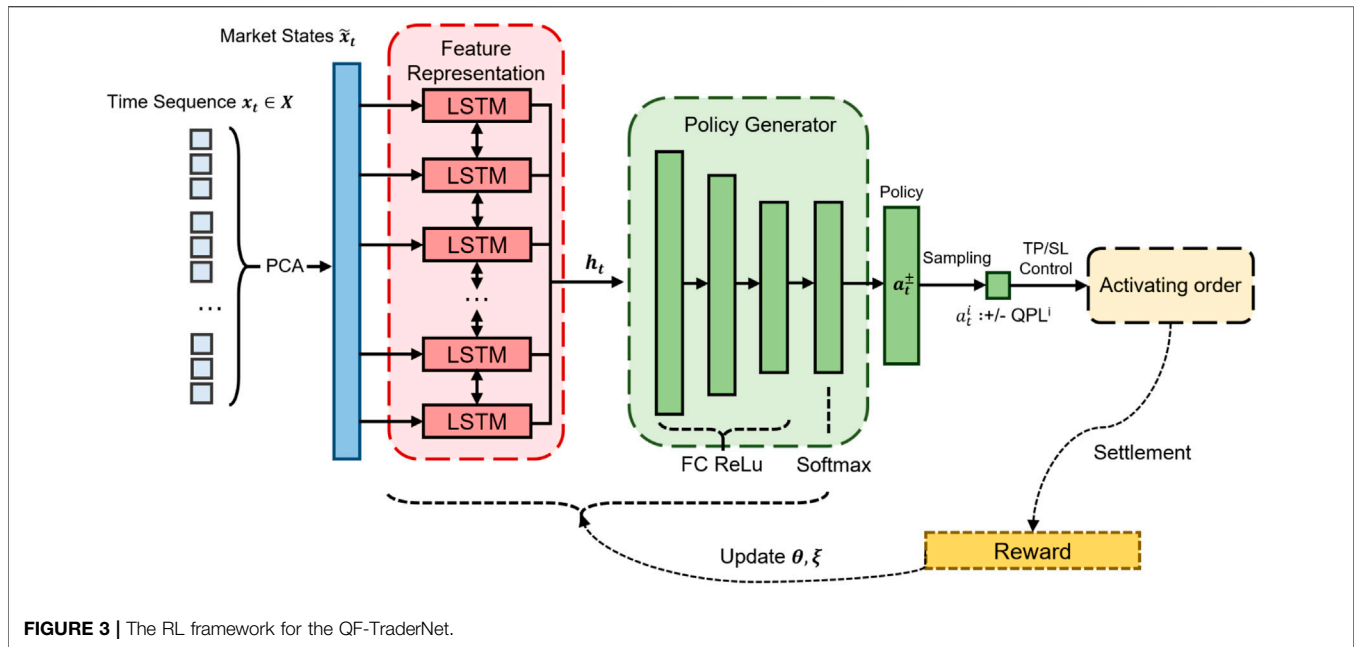 Market States x̃ₜ
Time Sequence xₜ ∈ X
...
PCA
Feature
Representation
LSTM
LSTM
LSTM
...
LSTM
LSTM
hₜ
Policy Generator
FC ReLu
Softmax
Policy
aₜ±
Sampling
aₜⁱ :+/- QPLⁱ
TP/SL
Control
Activating order
Settlement
Reward
Update θ, ξ
FIGURE 3 | The RL framework for the QF-TraderNet.